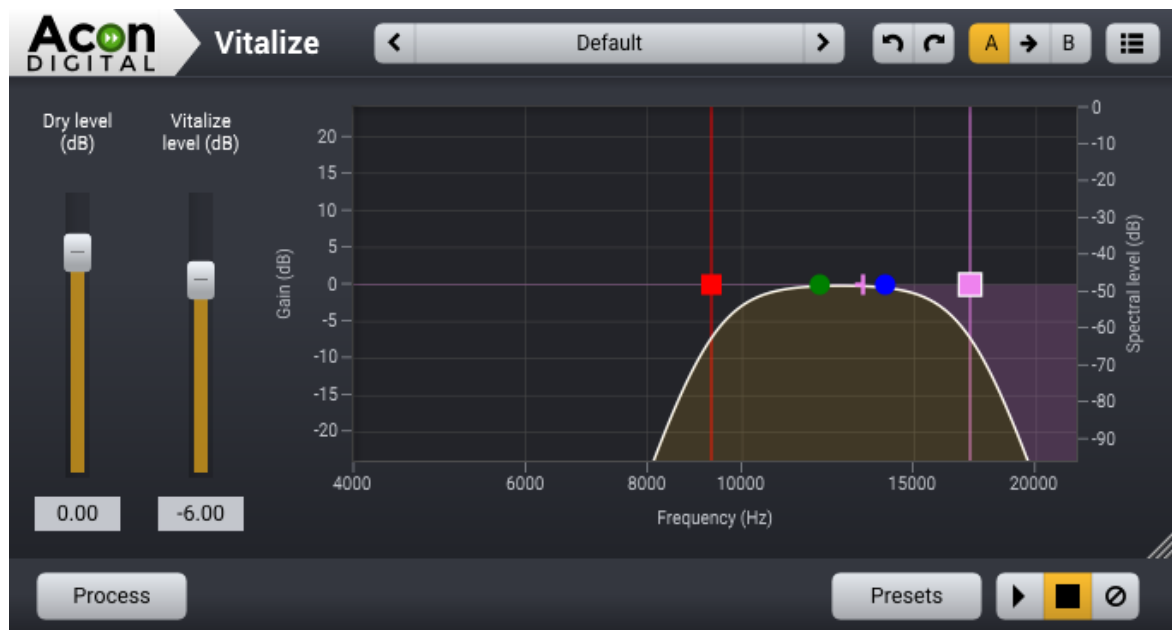 Acon
DIGITAL
Vitalize
Default
A
B
Dry level
(dB)
Vitalize
level (dB)
0.00
-6.00
Gain (dB)
20
15
10
5
0
-5
-10
-15
-20
0
-10
-20
-30
-40
-50
-60
-70
-80
-90
Spectral level (dB)
4000 6000 8000 10000 15000 20000
Frequency (Hz)
Process
Presets